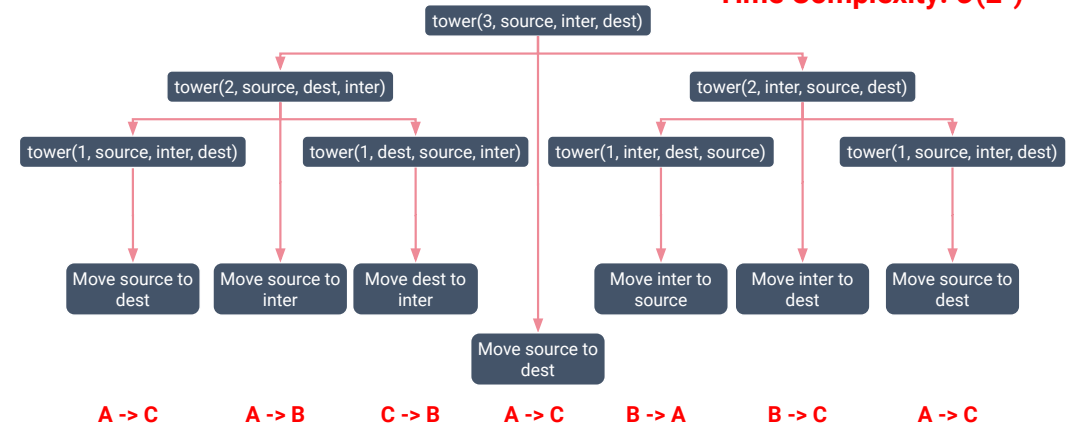 tower(3, source, inter, dest)
tower(2, source, dest, inter)
tower(2, inter, source, dest)
tower(1, source, inter, dest)
tower(1, dest, source, inter)
tower(1, inter, dest, source)
tower(1, source, inter, dest)
Move source to
dest
Move source to
inter
Move dest to
inter
Move inter to
source
Move inter to
dest
Move source to
dest
Move source to
dest
A -> C
A -> B
C -> B
A -> C
B -> A
B -> C
A -> C